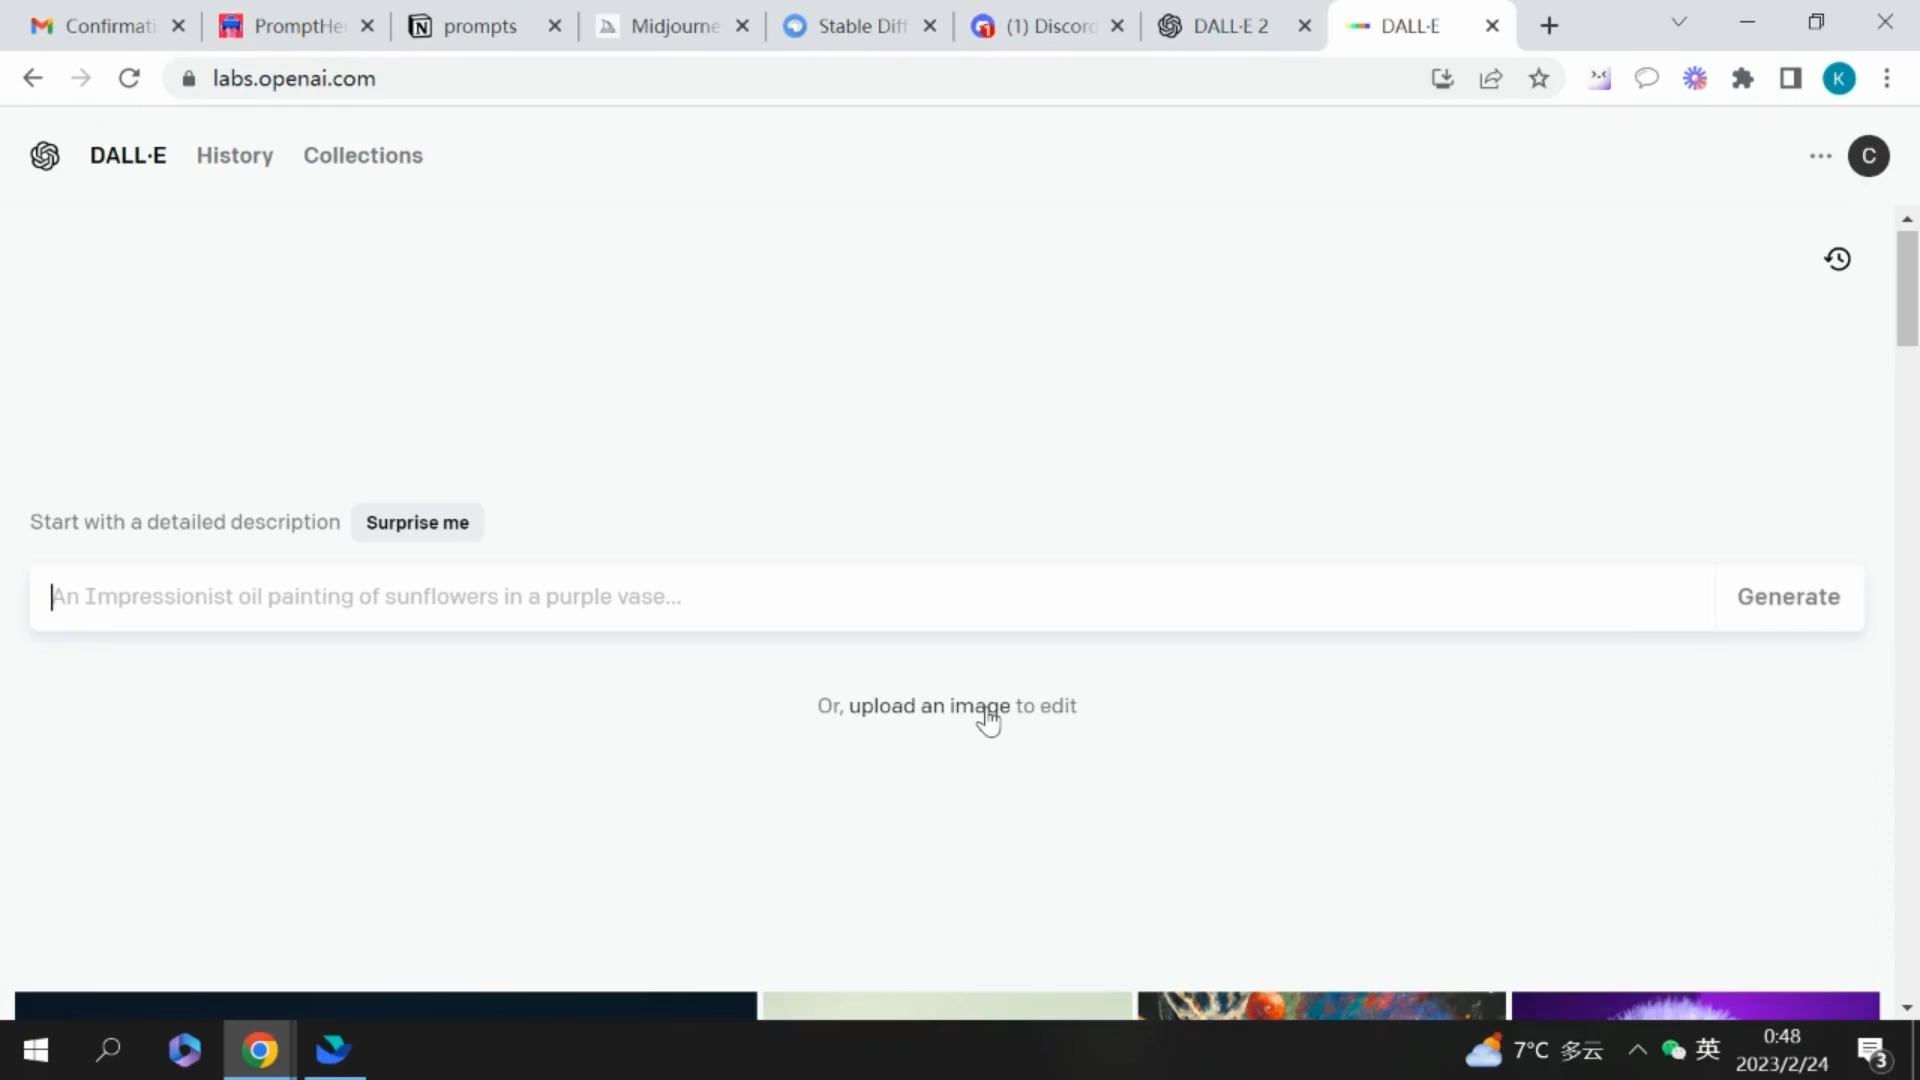 Confirmati
PromptHe
prompts
Midjourne
Stable Diff
(1) Discord
DALL·E 2
DALL·E
labs.openai.com
K
DALL·E
History
Collections
C
Start with a detailed description
Surprise me
An Impressionist oil painting of sunflowers in a purple vase...
Generate
Or, upload an image to edit
7°C 多云
英
0:48
2023/2/24
3